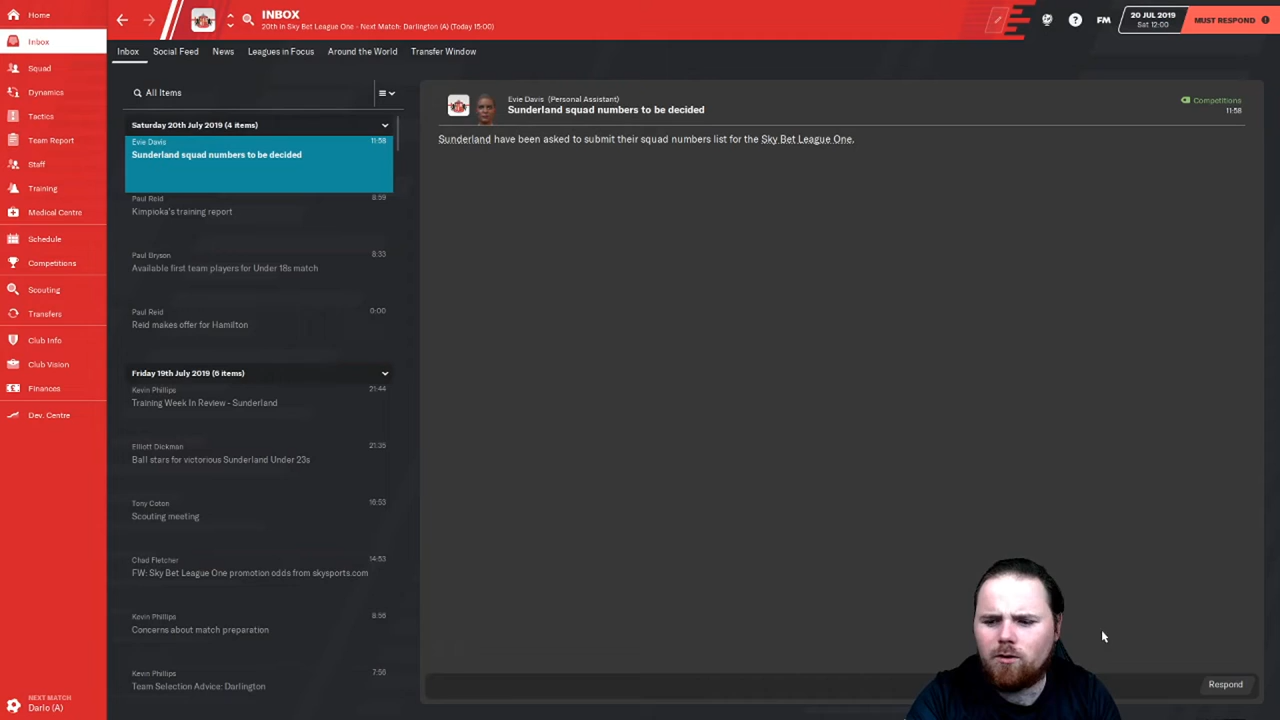 Home
INBOX
20th in Sky Bet League One - Next Match: Darlington (A) (Today 15:00)
FM
20 JUL 2019
Sat 12:00
MUST RESPOND
Inbox
Squad
Dynamics
Tactics
Team Report
Staff
Training
Medical Centre
Schedule
Competitions
Scouting
Transfers
Club Info
Club Vision
Finances
Dev. Centre
NEXT MATCH
Darlo (A)
Inbox Social Feed News Leagues in Focus Around the World Transfer Window
All Items
Saturday 20th July 2019 (4 items)
Evie Davis 11:58
Sunderland squad numbers to be decided
Paul Reid 8:59
Kimpioka's training report
Paul Bryson 8:33
Available first team players for Under 18s match
Paul Reid 0:00
Reid makes offer for Hamilton
Friday 19th July 2019 (6 items)
Kevin Phillips 21:44
Training Week In Review - Sunderland
Elliott Dickman 21:35
Ball stars for victorious Sunderland Under 23s
Tony Coton 16:53
Scouting meeting
Chad Fletcher 14:53
FW: Sky Bet League One promotion odds from skysports.com
Kevin Phillips 8:56
Concerns about match preparation
Kevin Phillips 7:56
Team Selection Advice: Darlington
Evie Davis (Personal Assistant)
Sunderland squad numbers to be decided
Competitions
11:58
Sunderland have been asked to submit their squad numbers list for the Sky Bet League One.
Respond